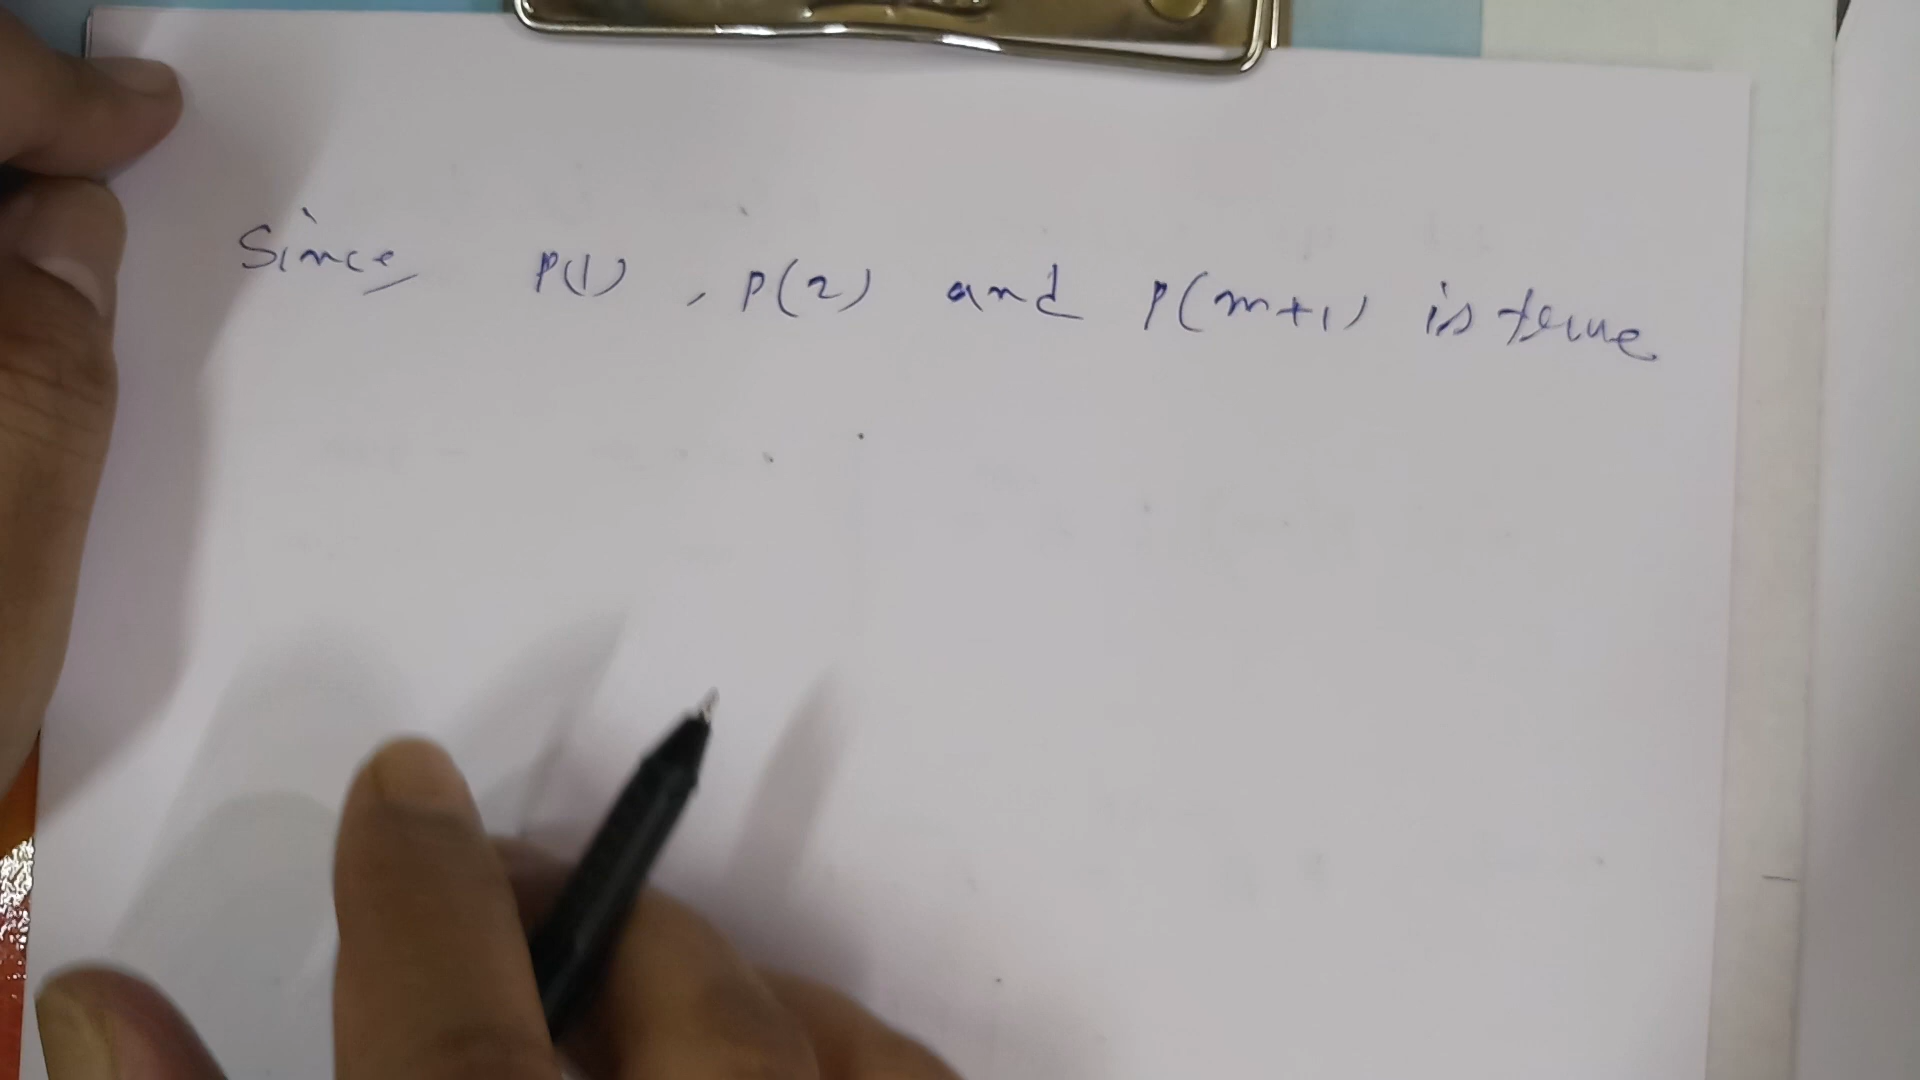 Since P(1), P(2) and P(m+1) is true